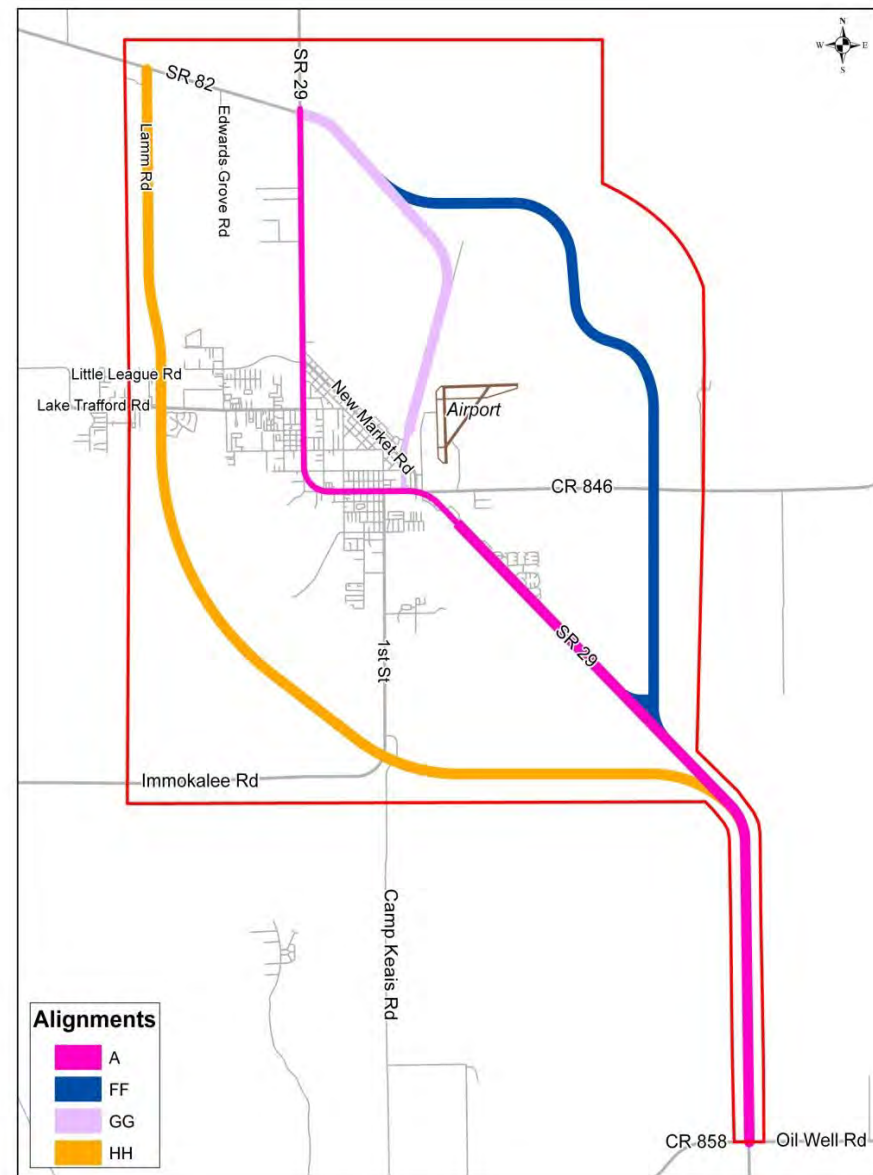 N
W E
S
SR 29
SR 82
Edwards Grove Rd
Lamm Rd
Little League Rd
Lake Trafford Rd
New Market Rd
Airport
CR 846
SR 29
1st St
Immokalee Rd
Camp Keais Rd
Alignments
A
FF
GG
HH
CR 858
Oil Well Rd